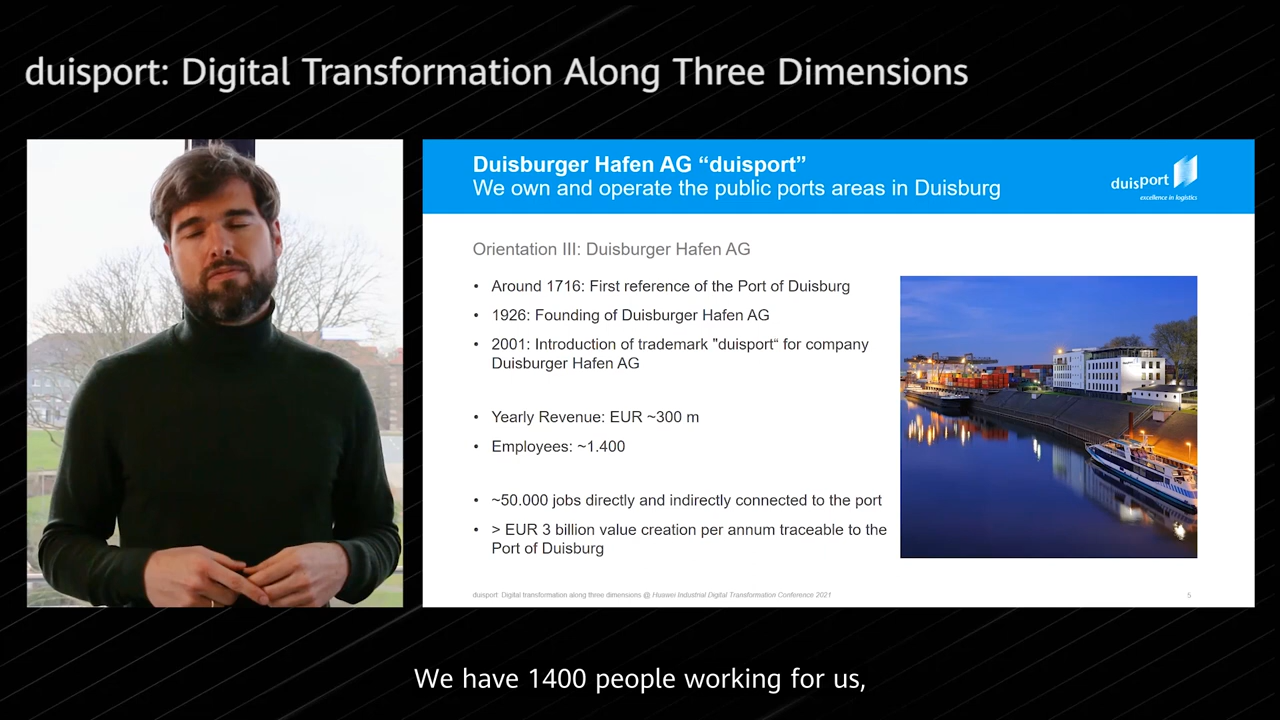 duisport: Digital Transformation Along Three Dimensions
Duisburger Hafen AG “duisport”
We own and operate the public ports areas in Duisburg
duisport
excellence in logistics
Orientation III: Duisburger Hafen AG
• Around 1716: First reference of the Port of Duisburg
• 1926: Founding of Duisburger Hafen AG
• 2001: Introduction of trademark "duisport“ for company
Duisburger Hafen AG
• Yearly Revenue: EUR ~300 m
• Employees: ~1.400
• ~50.000 jobs directly and indirectly connected to the port
• > EUR 3 billion value creation per annum traceable to the
Port of Duisburg
duisport: Digital transformation along three dimensions @ Huawei Industrial Digital Transformation Conference 2021
5
We have 1400 people working for us,